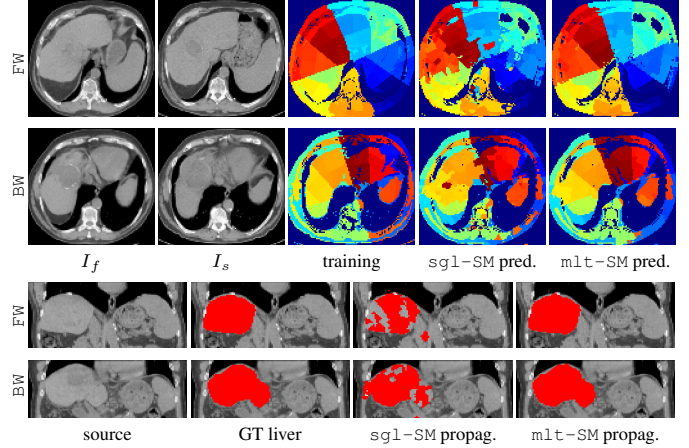 FW
BW
I_f I_s training sgl-SM pred. mlt-SM pred.
FW
BW
source GT liver sgl-SM propag. mlt-SM propag.